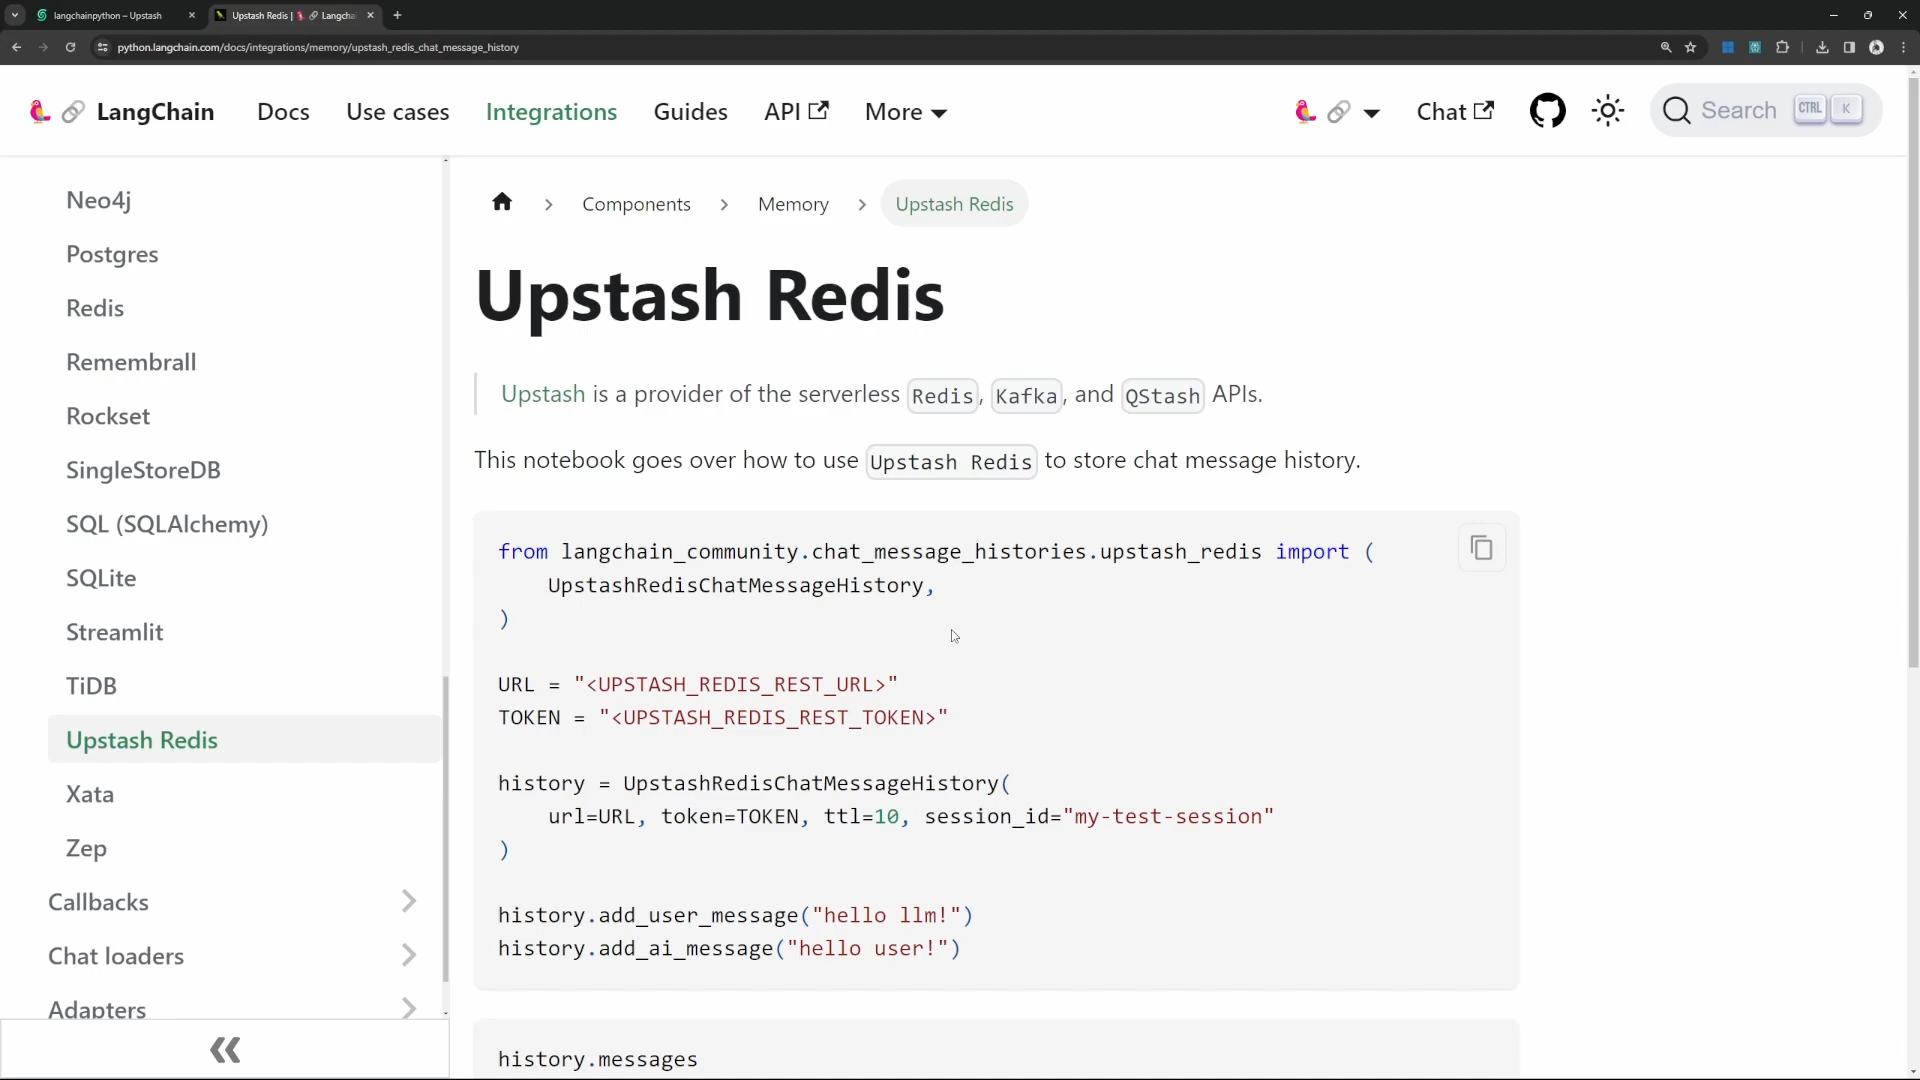 langchainpython – Upstash
Upstash Redis | 🦜️🔗 Langcha
python.langchain.com/docs/integrations/memory/upstash_redis_chat_message_history
LangChain
Docs
Use cases
Integrations
Guides
API
More
Chat
Search
CTRL
K
Neo4j
Postgres
Redis
Remembrall
Rockset
SingleStoreDB
SQL (SQLAlchemy)
SQLite
Streamlit
TiDB
Upstash Redis
Xata
Zep
Callbacks
Chat loaders
Adapters
Components
Memory
Upstash Redis
Upstash Redis
Upstash is a provider of the serverless Redis, Kafka, and QStash APIs.
This notebook goes over how to use Upstash Redis to store chat message history.
from langchain_community.chat_message_histories.upstash_redis import (
    UpstashRedisChatMessageHistory,
)
URL = "<UPSTASH_REDIS_REST_URL>"
TOKEN = "<UPSTASH_REDIS_REST_TOKEN>"
history = UpstashRedisChatMessageHistory(
    url=URL, token=TOKEN, ttl=10, session_id="my-test-session"
)
history.add_user_message("hello llm!")
history.add_ai_message("hello user!")
history.messages